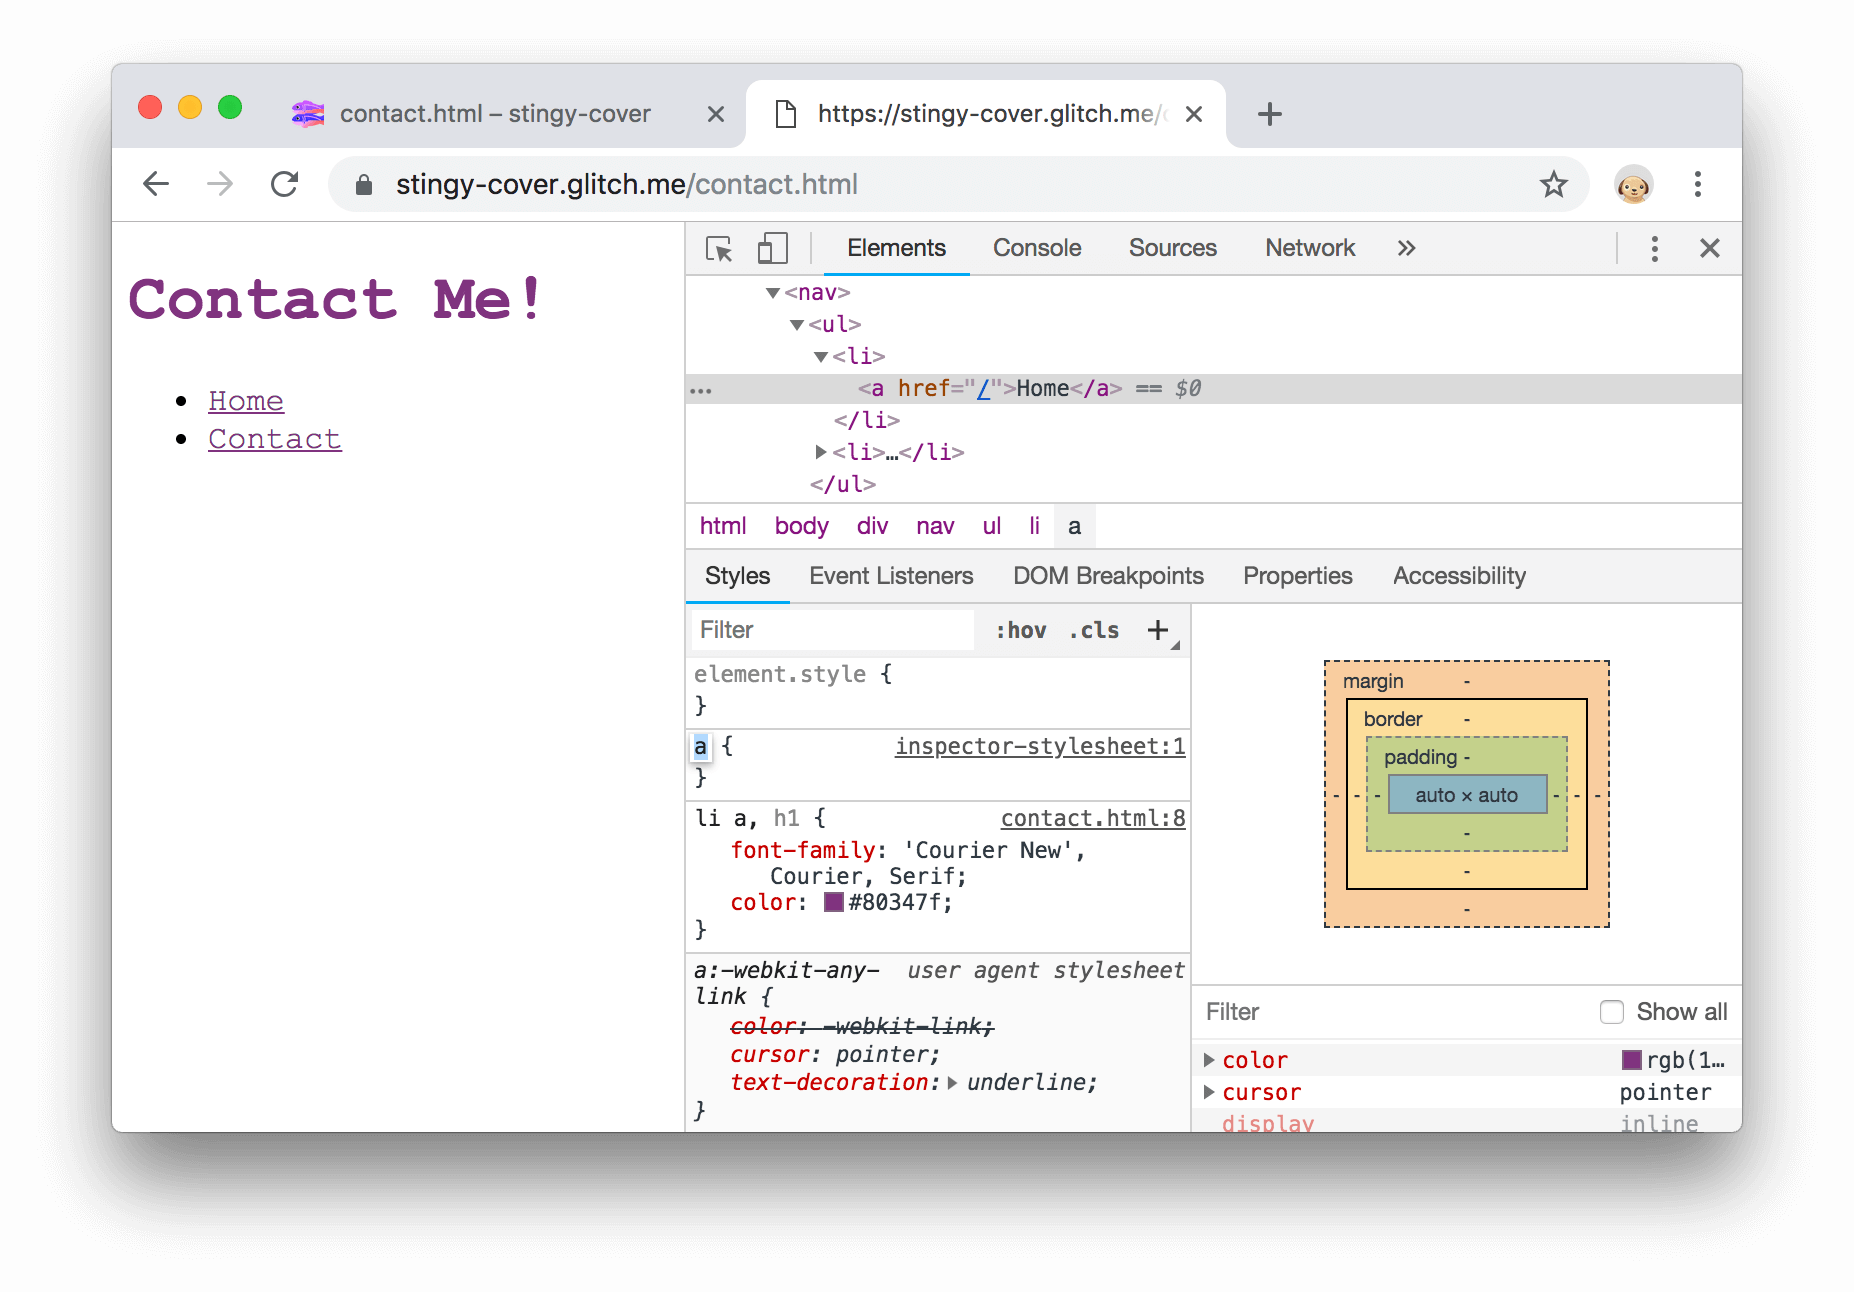 contact.html – stingy-cover
https://stingy-cover.glitch.me/
stingy-cover.glitch.me/contact.html
Contact Me!
• Home
• Contact
Elements Console Sources Network »
▼<nav>
▼<ul>
▼<li>
… <a href="/">Home</a> == $0
</li>
▶<li>…</li>
</ul>
html body div nav ul li a
Styles Event Listeners DOM Breakpoints Properties Accessibility
Filter :hov .cls +
element.style {
}
a { inspector-stylesheet:1
}
li a, h1 { contact.html:8
font-family: 'Courier New',
Courier, Serif;
color: #80347f;
}
a:-webkit-any- user agent stylesheet
link {
color: -webkit-link;
cursor: pointer;
text-decoration: ▶ underline;
}
margin -
border -
padding -
- - - auto × auto - - -
-
-
-
Filter Show all
▶ color rgb(1…
▶ cursor pointer
display inline